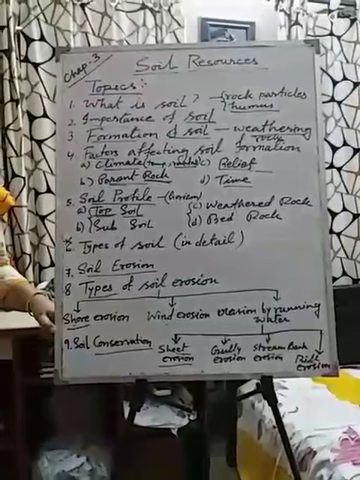 Chap-3
Soil Resources
Topics:-
1. What is soil? — rock particles
humus
2. Importance of soil
3 Formation of soil — weathering of rocks
4 Factors affecting soil formation
a) Climate (temp, c) Relief
b) Parent Rock d) Time
5. Soil Profile — (horizon)
a) Top Soil c) Weathered Rock
b) Sub Soil (d) Bed Rock
6. Types of soil (in detail)
7. Soil Erosion
8 Types of soil erosion
Shore erosion Wind erosion erosion by running water
9. Soil Conservation Sheet erosion Gully erosion Stream Bank erosion Rill erosion